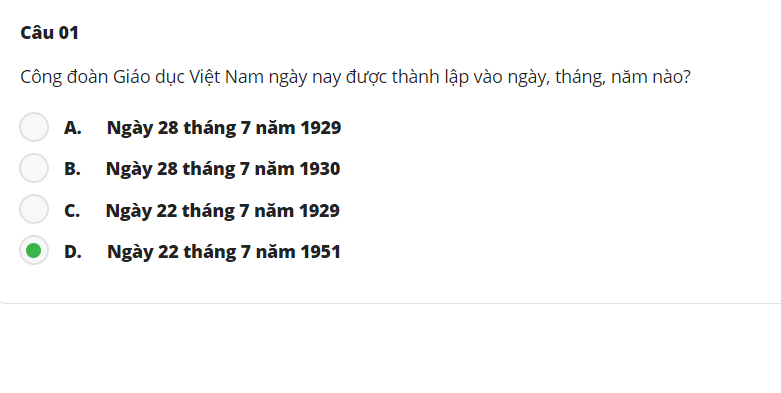 Câu 01
Công đoàn Giáo dục Việt Nam ngày nay được thành lập vào ngày, tháng, năm nào?
A. Ngày 28 tháng 7 năm 1929
B. Ngày 28 tháng 7 năm 1930
C. Ngày 22 tháng 7 năm 1929
D. Ngày 22 tháng 7 năm 1951